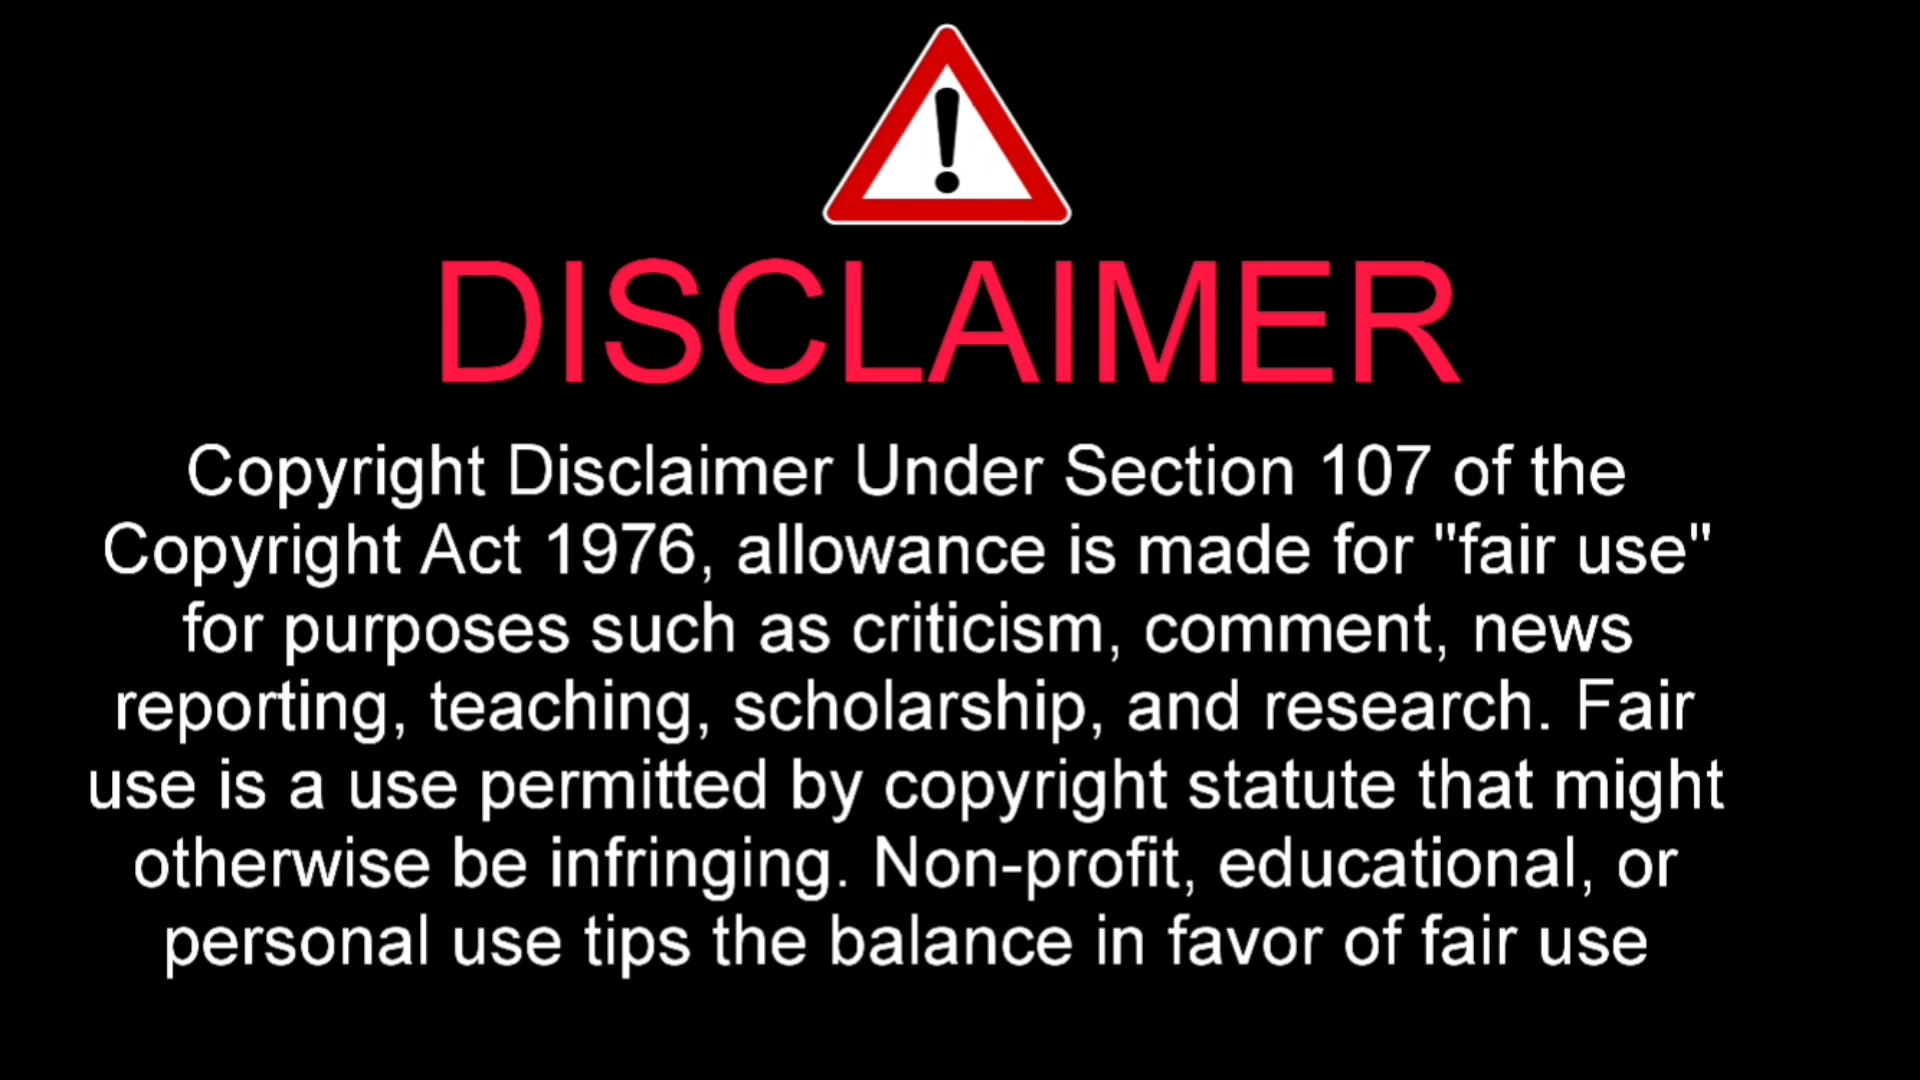 DISCLAIMER
Copyright Disclaimer Under Section 107 of the
Copyright Act 1976, allowance is made for "fair use"
for purposes such as criticism, comment, news
reporting, teaching, scholarship, and research. Fair
use is a use permitted by copyright statute that might
otherwise be infringing. Non-profit, educational, or
personal use tips the balance in favor of fair use